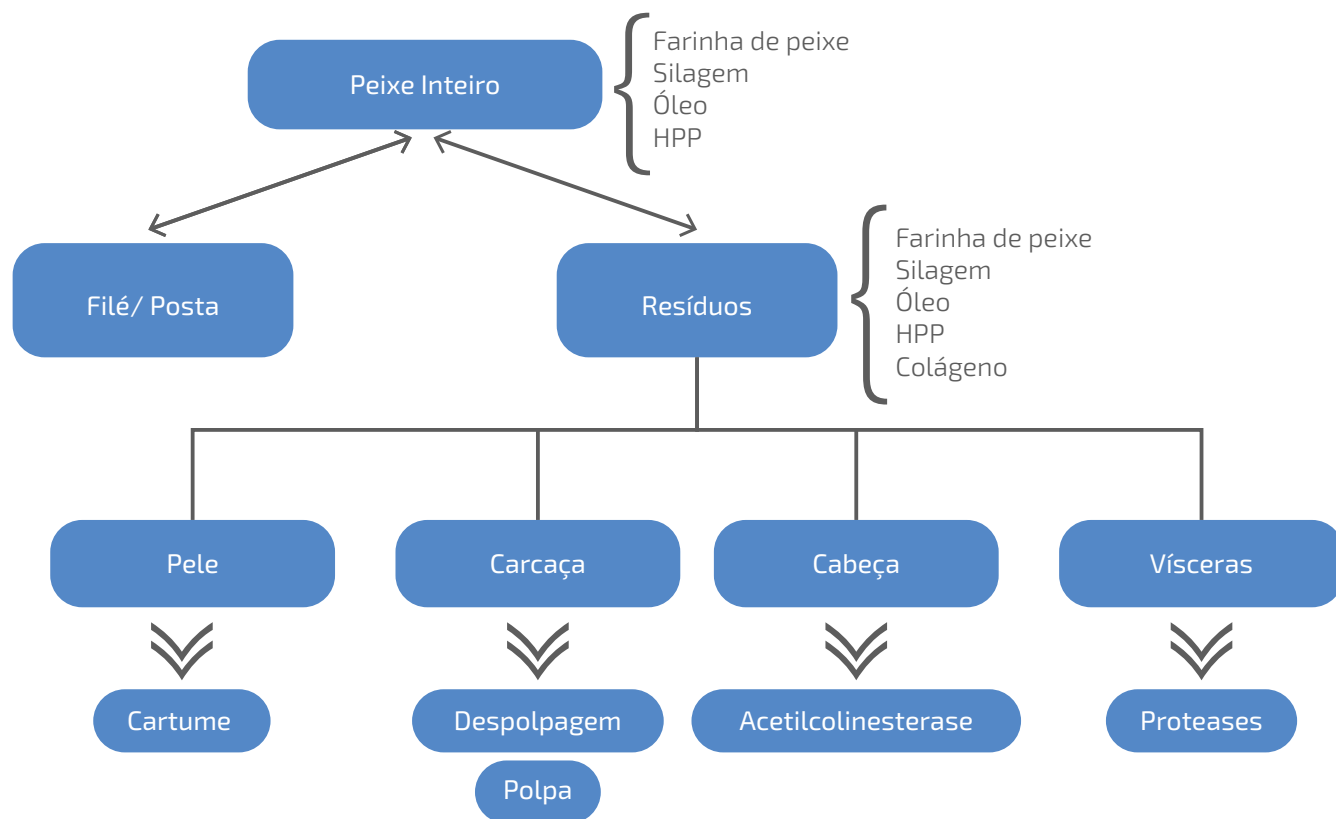 Peixe Inteiro
Farinha de peixe
Silagem
Óleo
HPP
Filé/ Posta
Resíduos
Farinha de peixe
Silagem
Óleo
HPP
Colágeno
Pele
Carcaça
Cabeça
Vísceras
Cartume
Despolpagem
Acetilcolinesterase
Proteases
Polpa